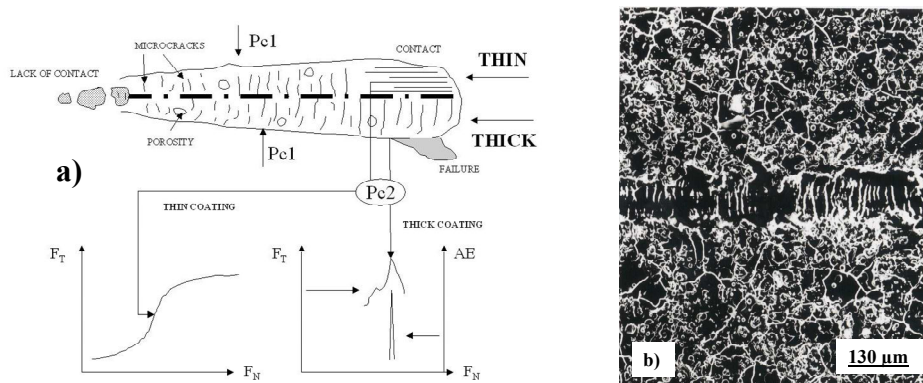 Pc1
MICROCRACKS
CONTACT
THIN
LACK OF CONTACT
THICK
POROSITY
Pc1
FAILURE
a)
Pc2
THIN COATING
THICK COATING
F_T
F_T
AE
F_N
F_N
b)
130 µm